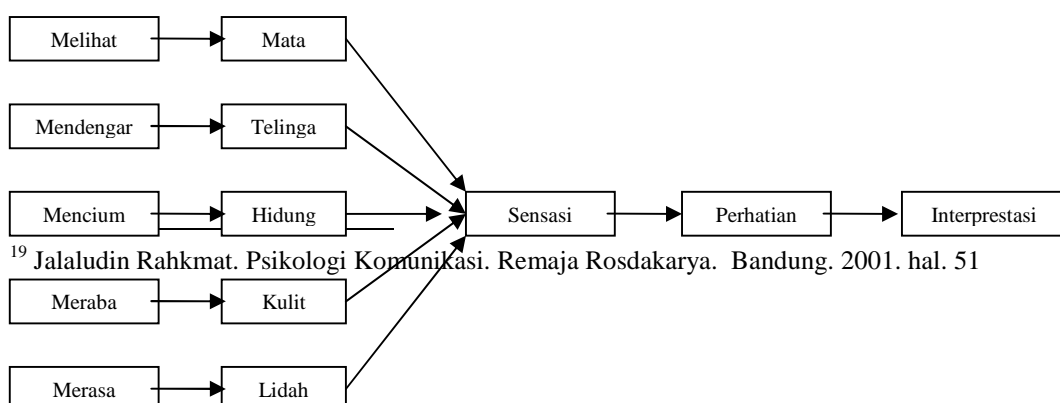 Melihat Mata
Mendengar Telinga
Mencium Hidung Sensasi Perhatian Interprestasi
19 Jalaludin Rahkmat. Psikologi Komunikasi. Remaja Rosdakarya. Bandung. 2001. hal. 51
Meraba Kulit
Merasa Lidah